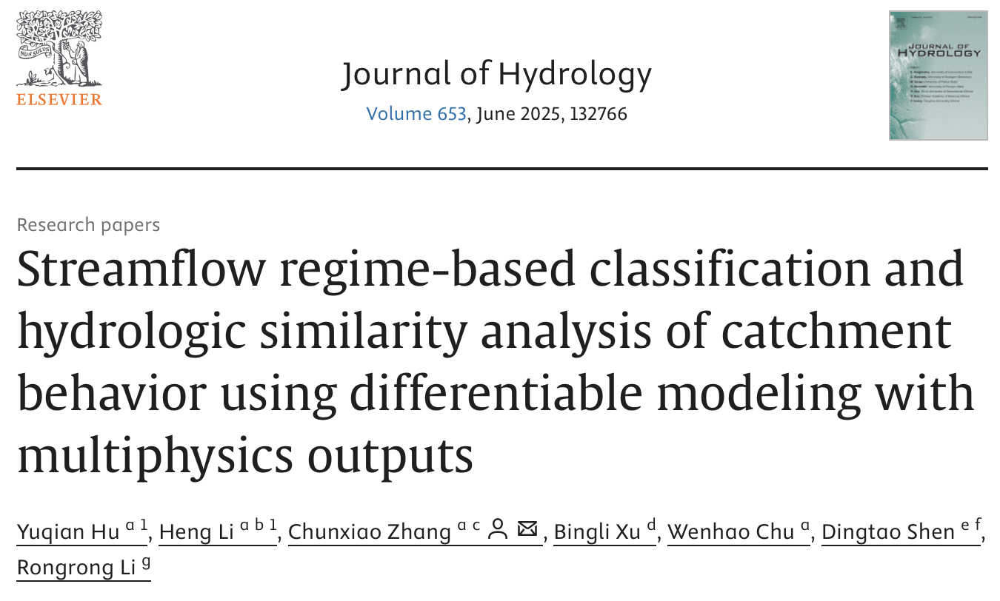 NON SOLUS
ELSEVIER
Journal of Hydrology
Volume 653, June 2025, 132766
JOURNAL OF
HYDROLOGY
Research papers
Streamflow regime-based classification and
hydrologic similarity analysis of catchment
behavior using differentiable modeling with
multiphysics outputs
Yuqian Hu a 1, Heng Li a b 1, Chunxiao Zhang a c, Bingli Xu d, Wenhao Chu a, Dingtao Shen e f,
Rongrong Li g